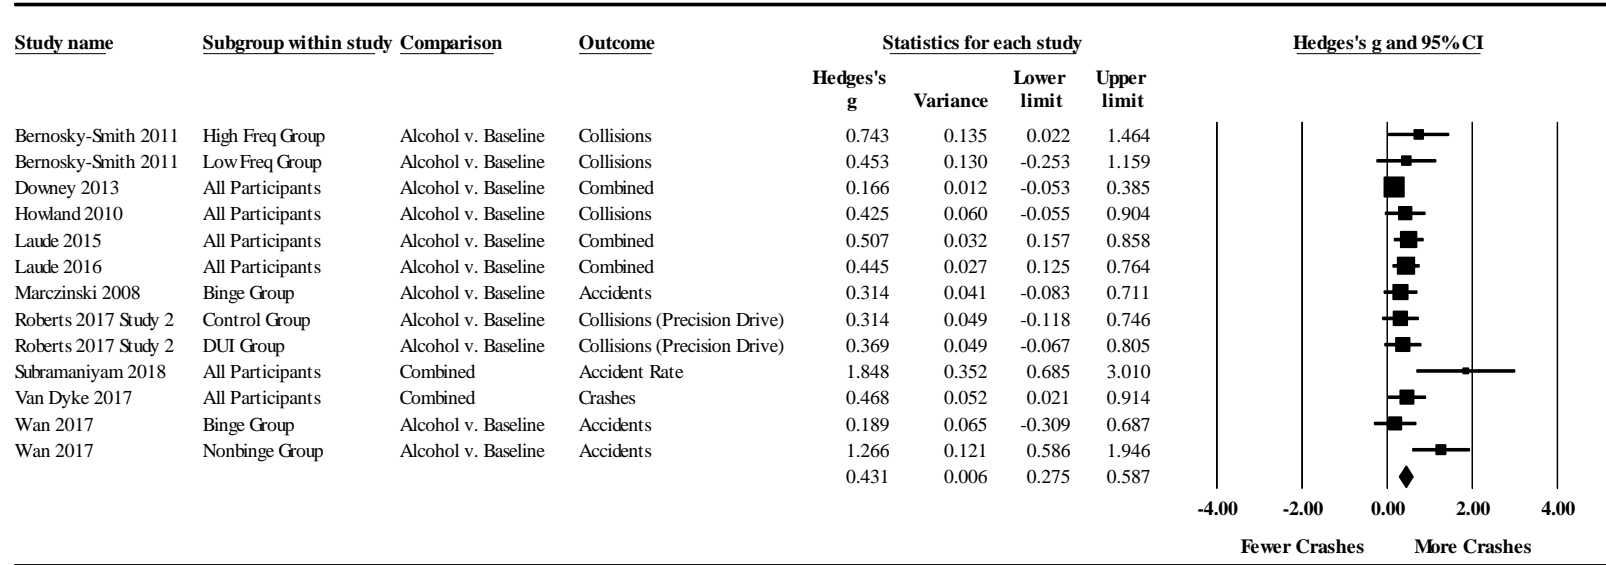 Study name Subgroup within study Comparison Outcome Statistics for each study Hedges's g and 95% CI
Hedges's Lower Upper
g Variance limit limit
Bernosky-Smith 2011 High Freq Group Alcohol v. Baseline Collisions 0.743 0.135 0.022 1.464
Bernosky-Smith 2011 Low Freq Group Alcohol v. Baseline Collisions 0.453 0.130 -0.253 1.159
Downey 2013 All Participants Alcohol v. Baseline Combined 0.166 0.012 -0.053 0.385
Howland 2010 All Participants Alcohol v. Baseline Collisions 0.425 0.060 -0.055 0.904
Laude 2015 All Participants Alcohol v. Baseline Combined 0.507 0.032 0.157 0.858
Laude 2016 All Participants Alcohol v. Baseline Combined 0.445 0.027 0.125 0.764
Marczinski 2008 Binge Group Alcohol v. Baseline Accidents 0.314 0.041 -0.083 0.711
Roberts 2017 Study 2 Control Group Alcohol v. Baseline Collisions (Precision Drive) 0.314 0.049 -0.118 0.746
Roberts 2017 Study 2 DUI Group Alcohol v. Baseline Collisions (Precision Drive) 0.369 0.049 -0.067 0.805
Subramaniyam 2018 All Participants Combined Accident Rate 1.848 0.352 0.685 3.010
Van Dyke 2017 All Participants Combined Crashes 0.468 0.052 0.021 0.914
Wan 2017 Binge Group Alcohol v. Baseline Accidents 0.189 0.065 -0.309 0.687
Wan 2017 Nonbinge Group Alcohol v. Baseline Accidents 1.266 0.121 0.586 1.946
0.431 0.006 0.275 0.587
-4.00 -2.00 0.00 2.00 4.00
Fewer Crashes More Crashes